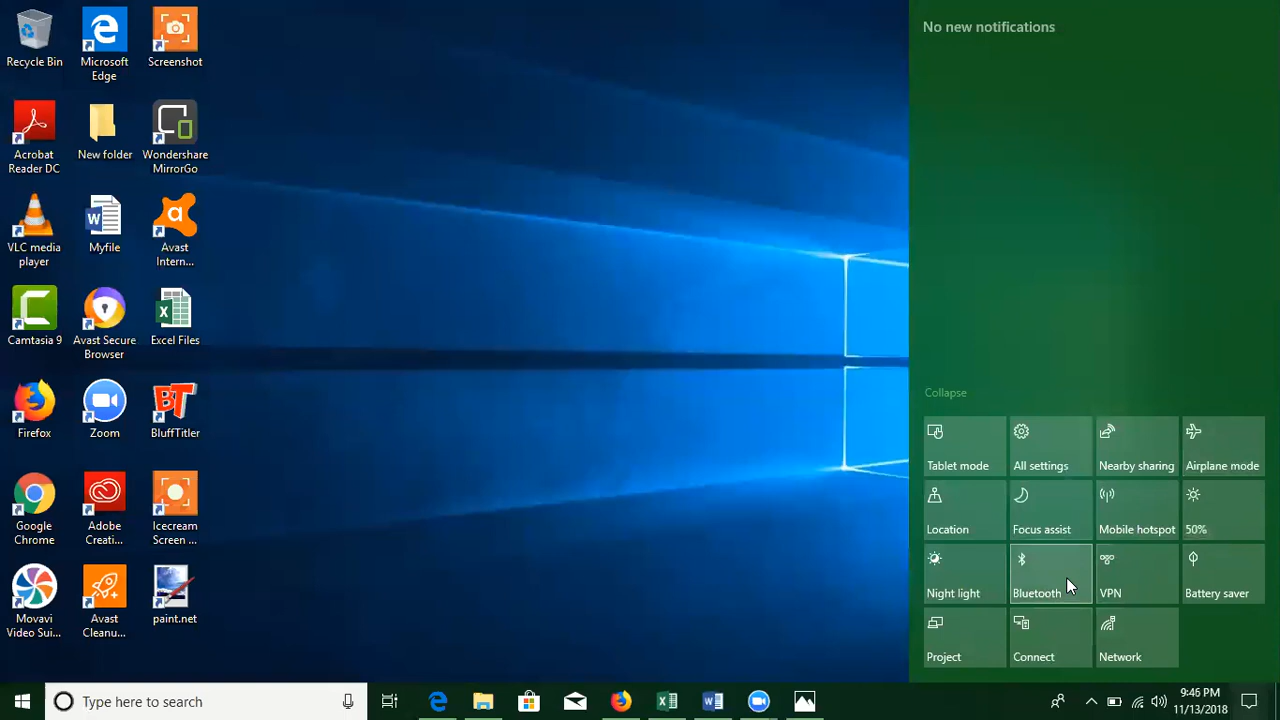 Recycle Bin
Microsoft
Edge
Screenshot
Acrobat
Reader DC
New folder
Wondershare
MirrorGo
VLC media
player
Myfile
Avast
Intern...
Camtasia 9
Avast Secure
Browser
Excel Files
Firefox
Zoom
BT
BluffTitler
Google
Chrome
Adobe
Creati...
Icecream
Screen ...
Movavi
Video Sui...
Avast
Cleanu...
paint.net
No new notifications
Collapse
Tablet mode
All settings
Nearby sharing
Airplane mode
Location
Focus assist
Mobile hotspot
50%
Night light
Bluetooth
VPN
Battery saver
Project
Connect
Network
Type here to search
9:46 PM
11/13/2018